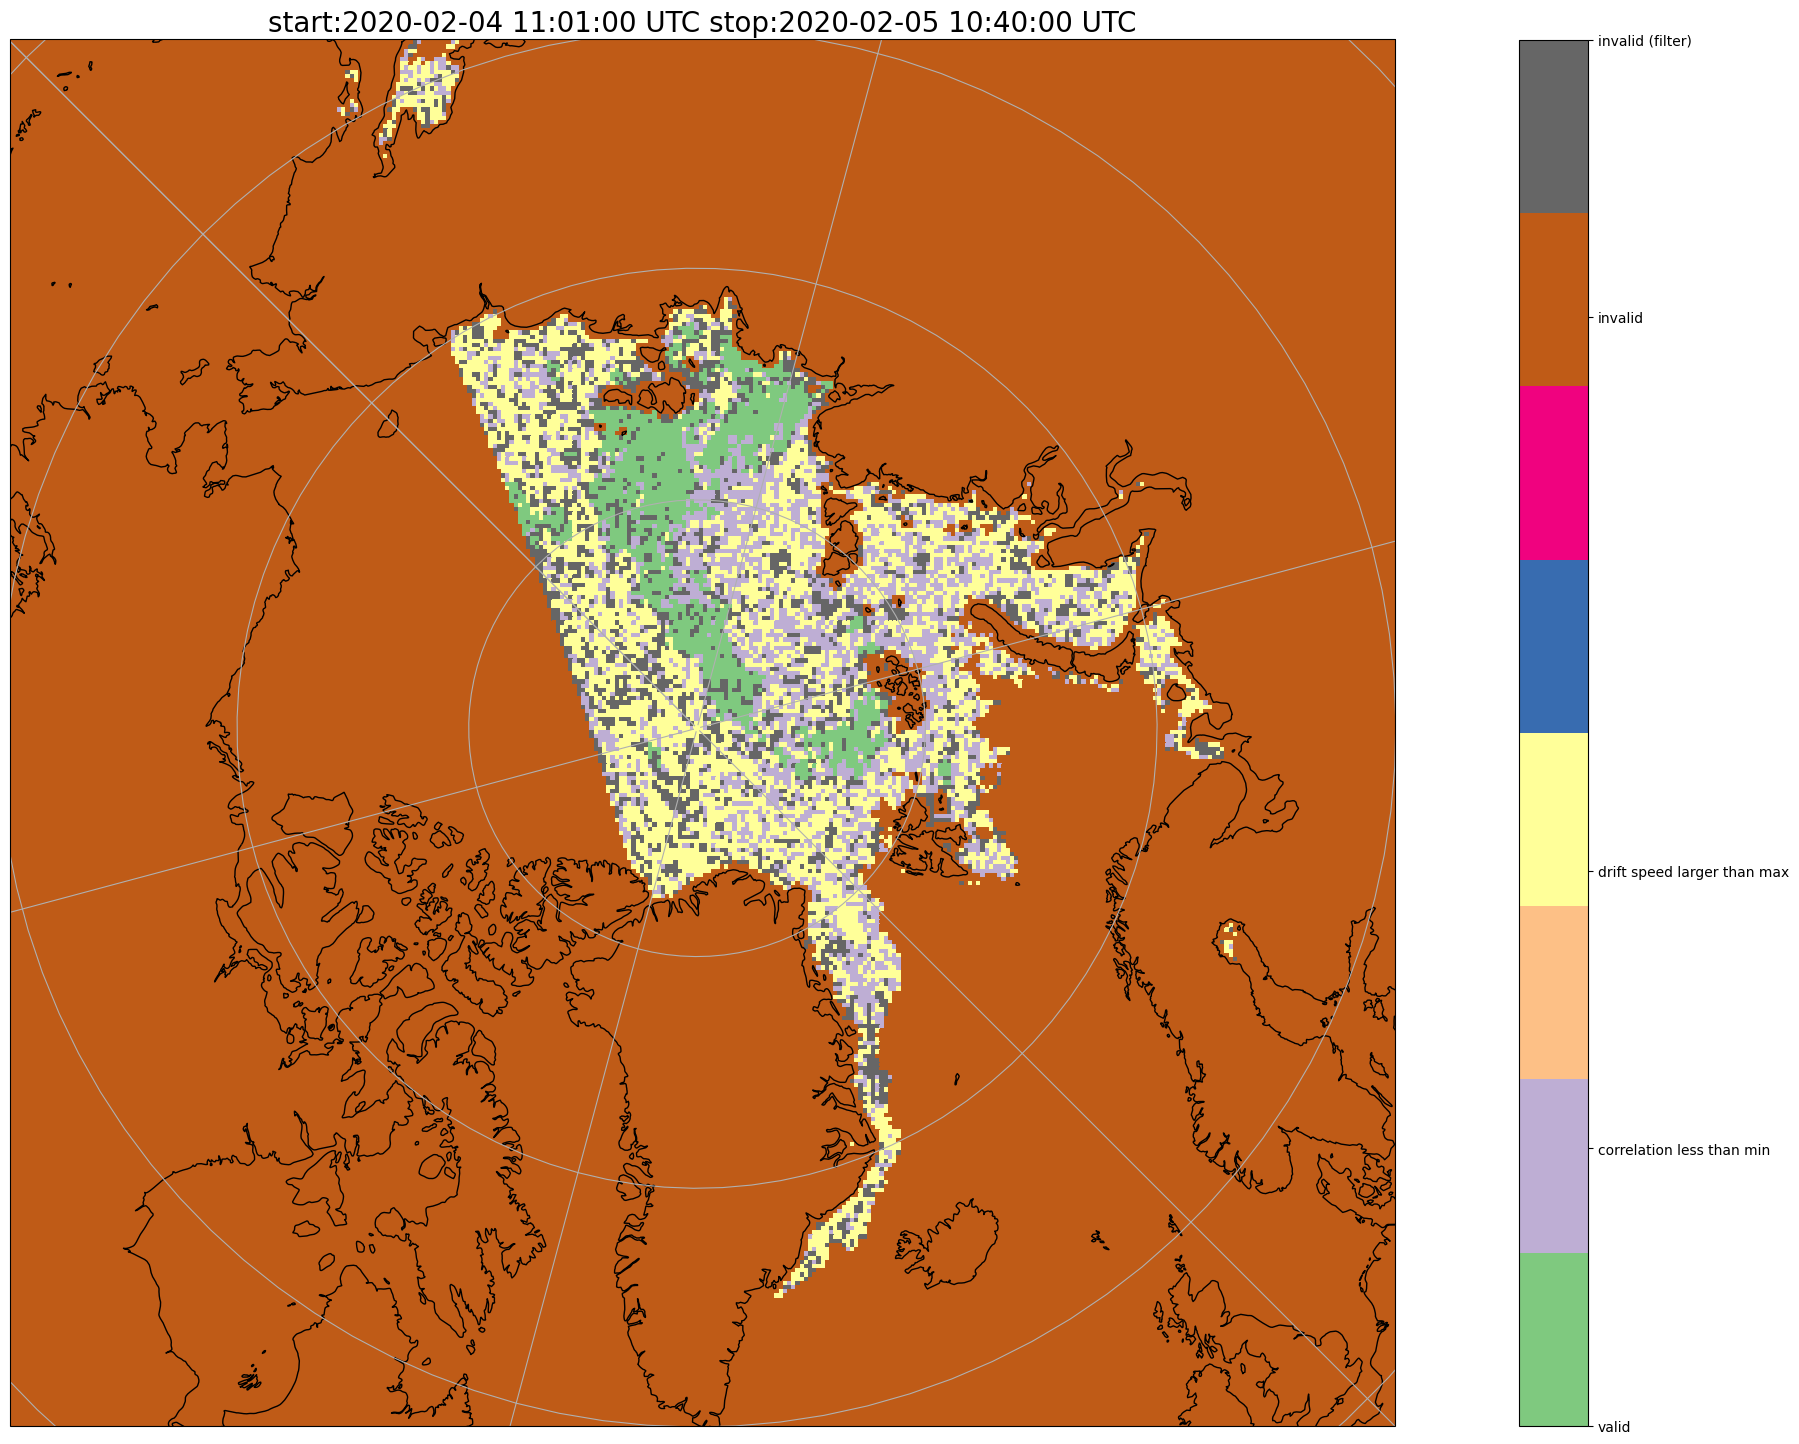 start:2020-02-04 11:01:00 UTC stop:2020-02-05 10:40:00 UTC
invalid (filter)
invalid
drift speed larger than max
correlation less than min
valid